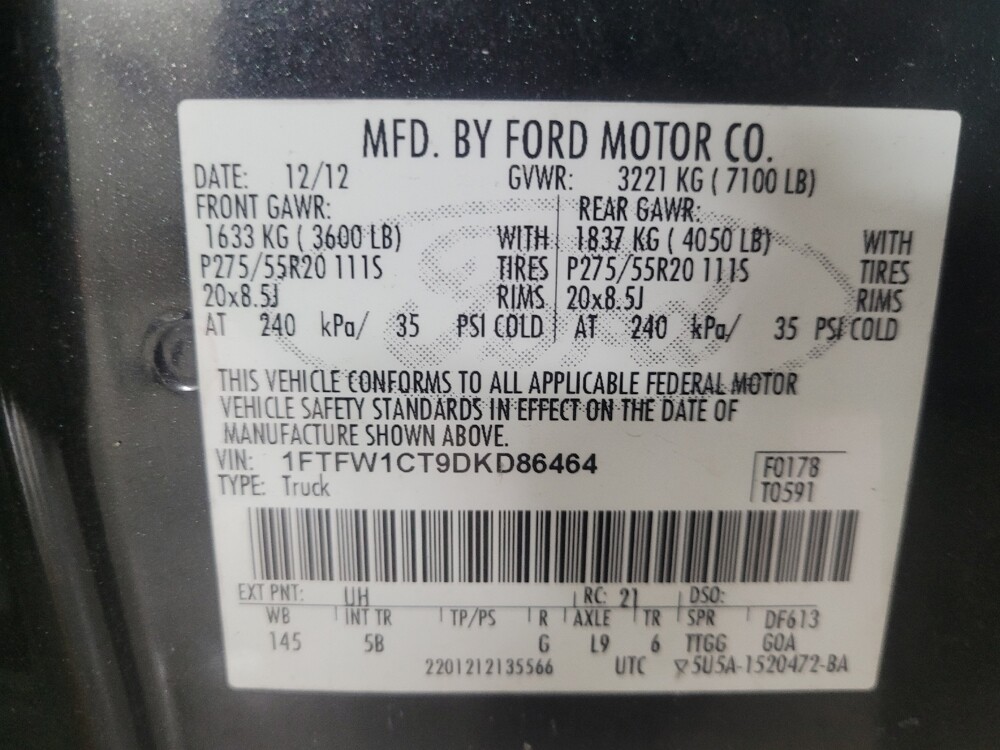 MFD. BY FORD MOTOR CO.
DATE: 12/12 GVWR: 3221 KG ( 7100 LB)
FRONT GAWR: REAR GAWR:
1633 KG ( 3600 LB) WITH 1837 KG ( 4050 LB) WITH
P275/55R20 111S TIRES P275/55R20 111S TIRES
20x8.5J RIMS 20x8.5J RIMS
AT 240 kPa/ 35 PSI COLD AT 240 kPa/ 35 PSI COLD
THIS VEHICLE CONFORMS TO ALL APPLICABLE FEDERAL MOTOR
VEHICLE SAFETY STANDARDS IN EFFECT ON THE DATE OF
MANUFACTURE SHOWN ABOVE.
VIN: 1FTFW1CT9DKD86464 F0178
TYPE: Truck T0591
EXT PNT: UH RC: 21 DSO:
WB INT TR TP/PS R AXLE TR SPR DF613
145 5B G L9 6 TTGG GOA
2201212135566 UTC 5U5A-1520472-BA